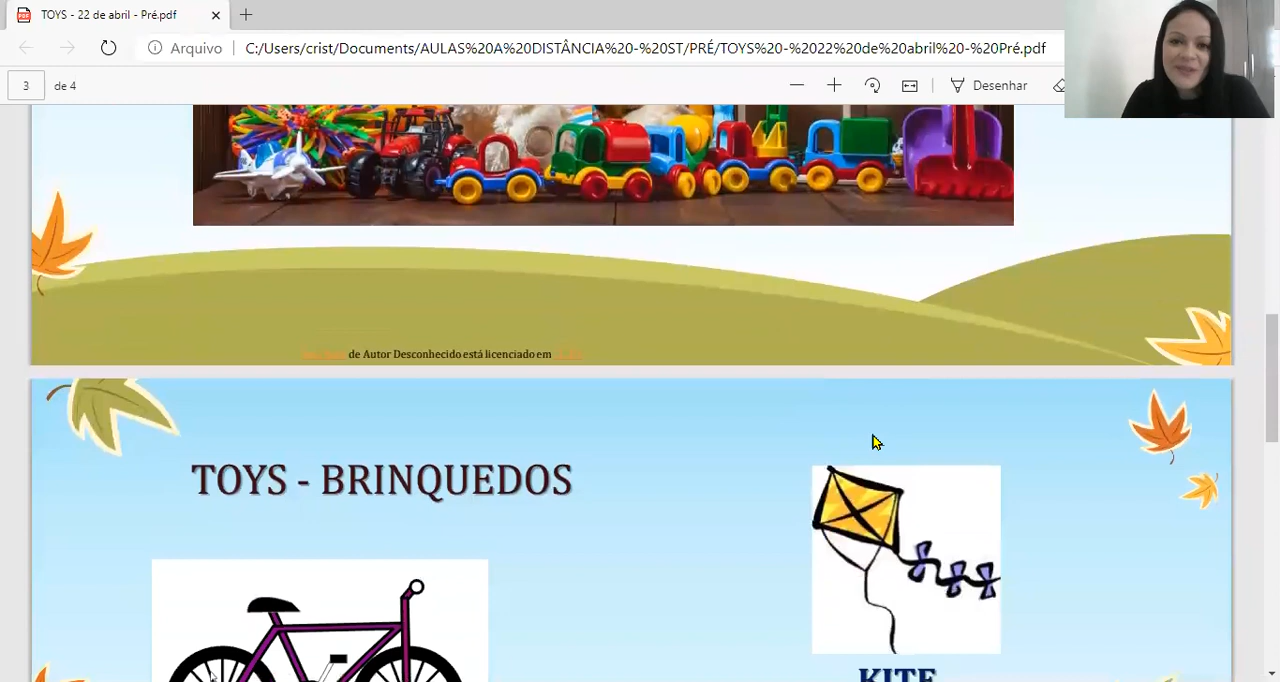 TOYS - 22 de abril - Pré.pdf
Arquivo
C:/Users/crist/Documents/AULAS%20A%20DISTÂNCIA%20-%20ST/PRÉ/TOYS%20-%2022%20de%20abril%20-%20Pré.pdf
3 de 4
Desenhar
de Autor Desconhecido está licenciado em
TOYS - BRINQUEDOS
KITE